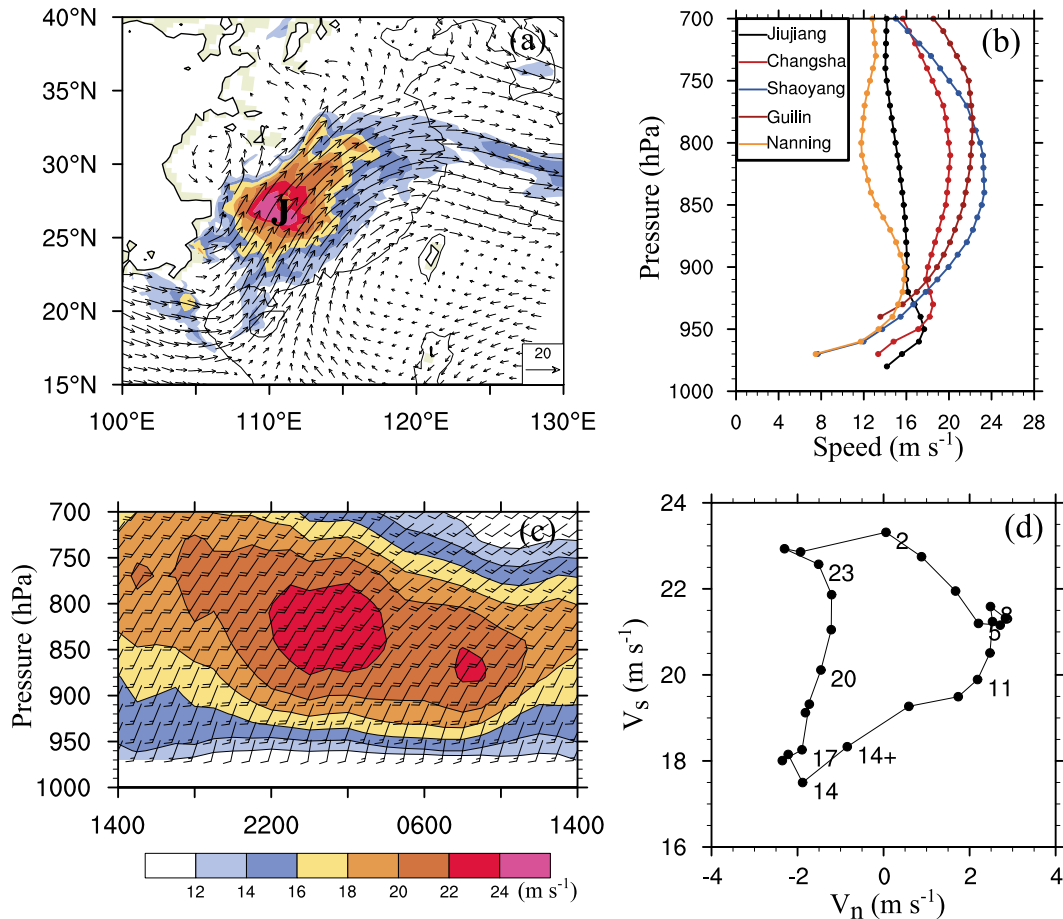 40°N
35°N
30°N
25°N
20°N
15°N
100°E
110°E
120°E
130°E
(a)
J
20
700
750
800
850
900
950
1000
Pressure (hPa)
0
4
8
12
16
20
24
28
Speed (m s⁻¹)
(b)
Jiujiang
Changsha
Shaoyang
Guilin
Nanning
700
750
800
850
900
950
1000
Pressure (hPa)
1400
2200
0600
1400
(c)
12
14
16
18
20
22
24
(m s⁻¹)
24
22
20
18
16
Vs (m s⁻¹)
-4
-2
0
2
4
Vn (m s⁻¹)
(d)
2
23
8
5
20
11
17
14+
14